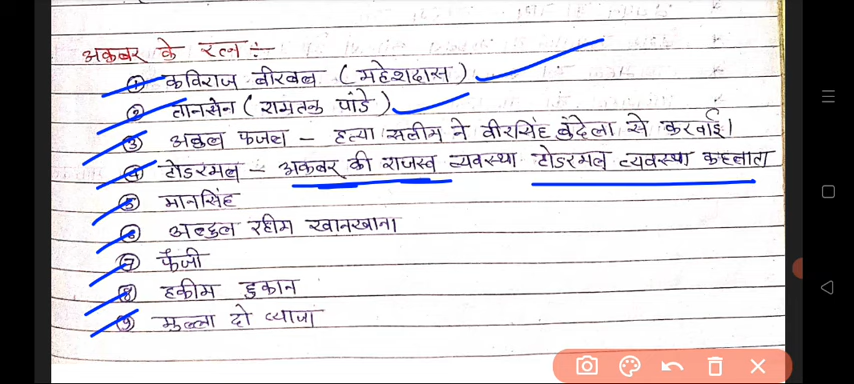 अकबर के रत्न :-
① कविराज बीरबल ( महेशदास )
② तानसेन ( रामतनु पांडे )
③ अबुल फजल - हत्या सलीम ने वीरसिंह बुंदेला से करवाई।
④ टोडरमल - अकबर की राजस्व व्यवस्था टोडरमल व्यवस्था कहलाता
⑤ मानसिंह
⑥ अब्दुल रहीम खानखाना
⑦ फैजी
⑧ हकीम हुकान
⑨ मुल्ला दो प्याजा